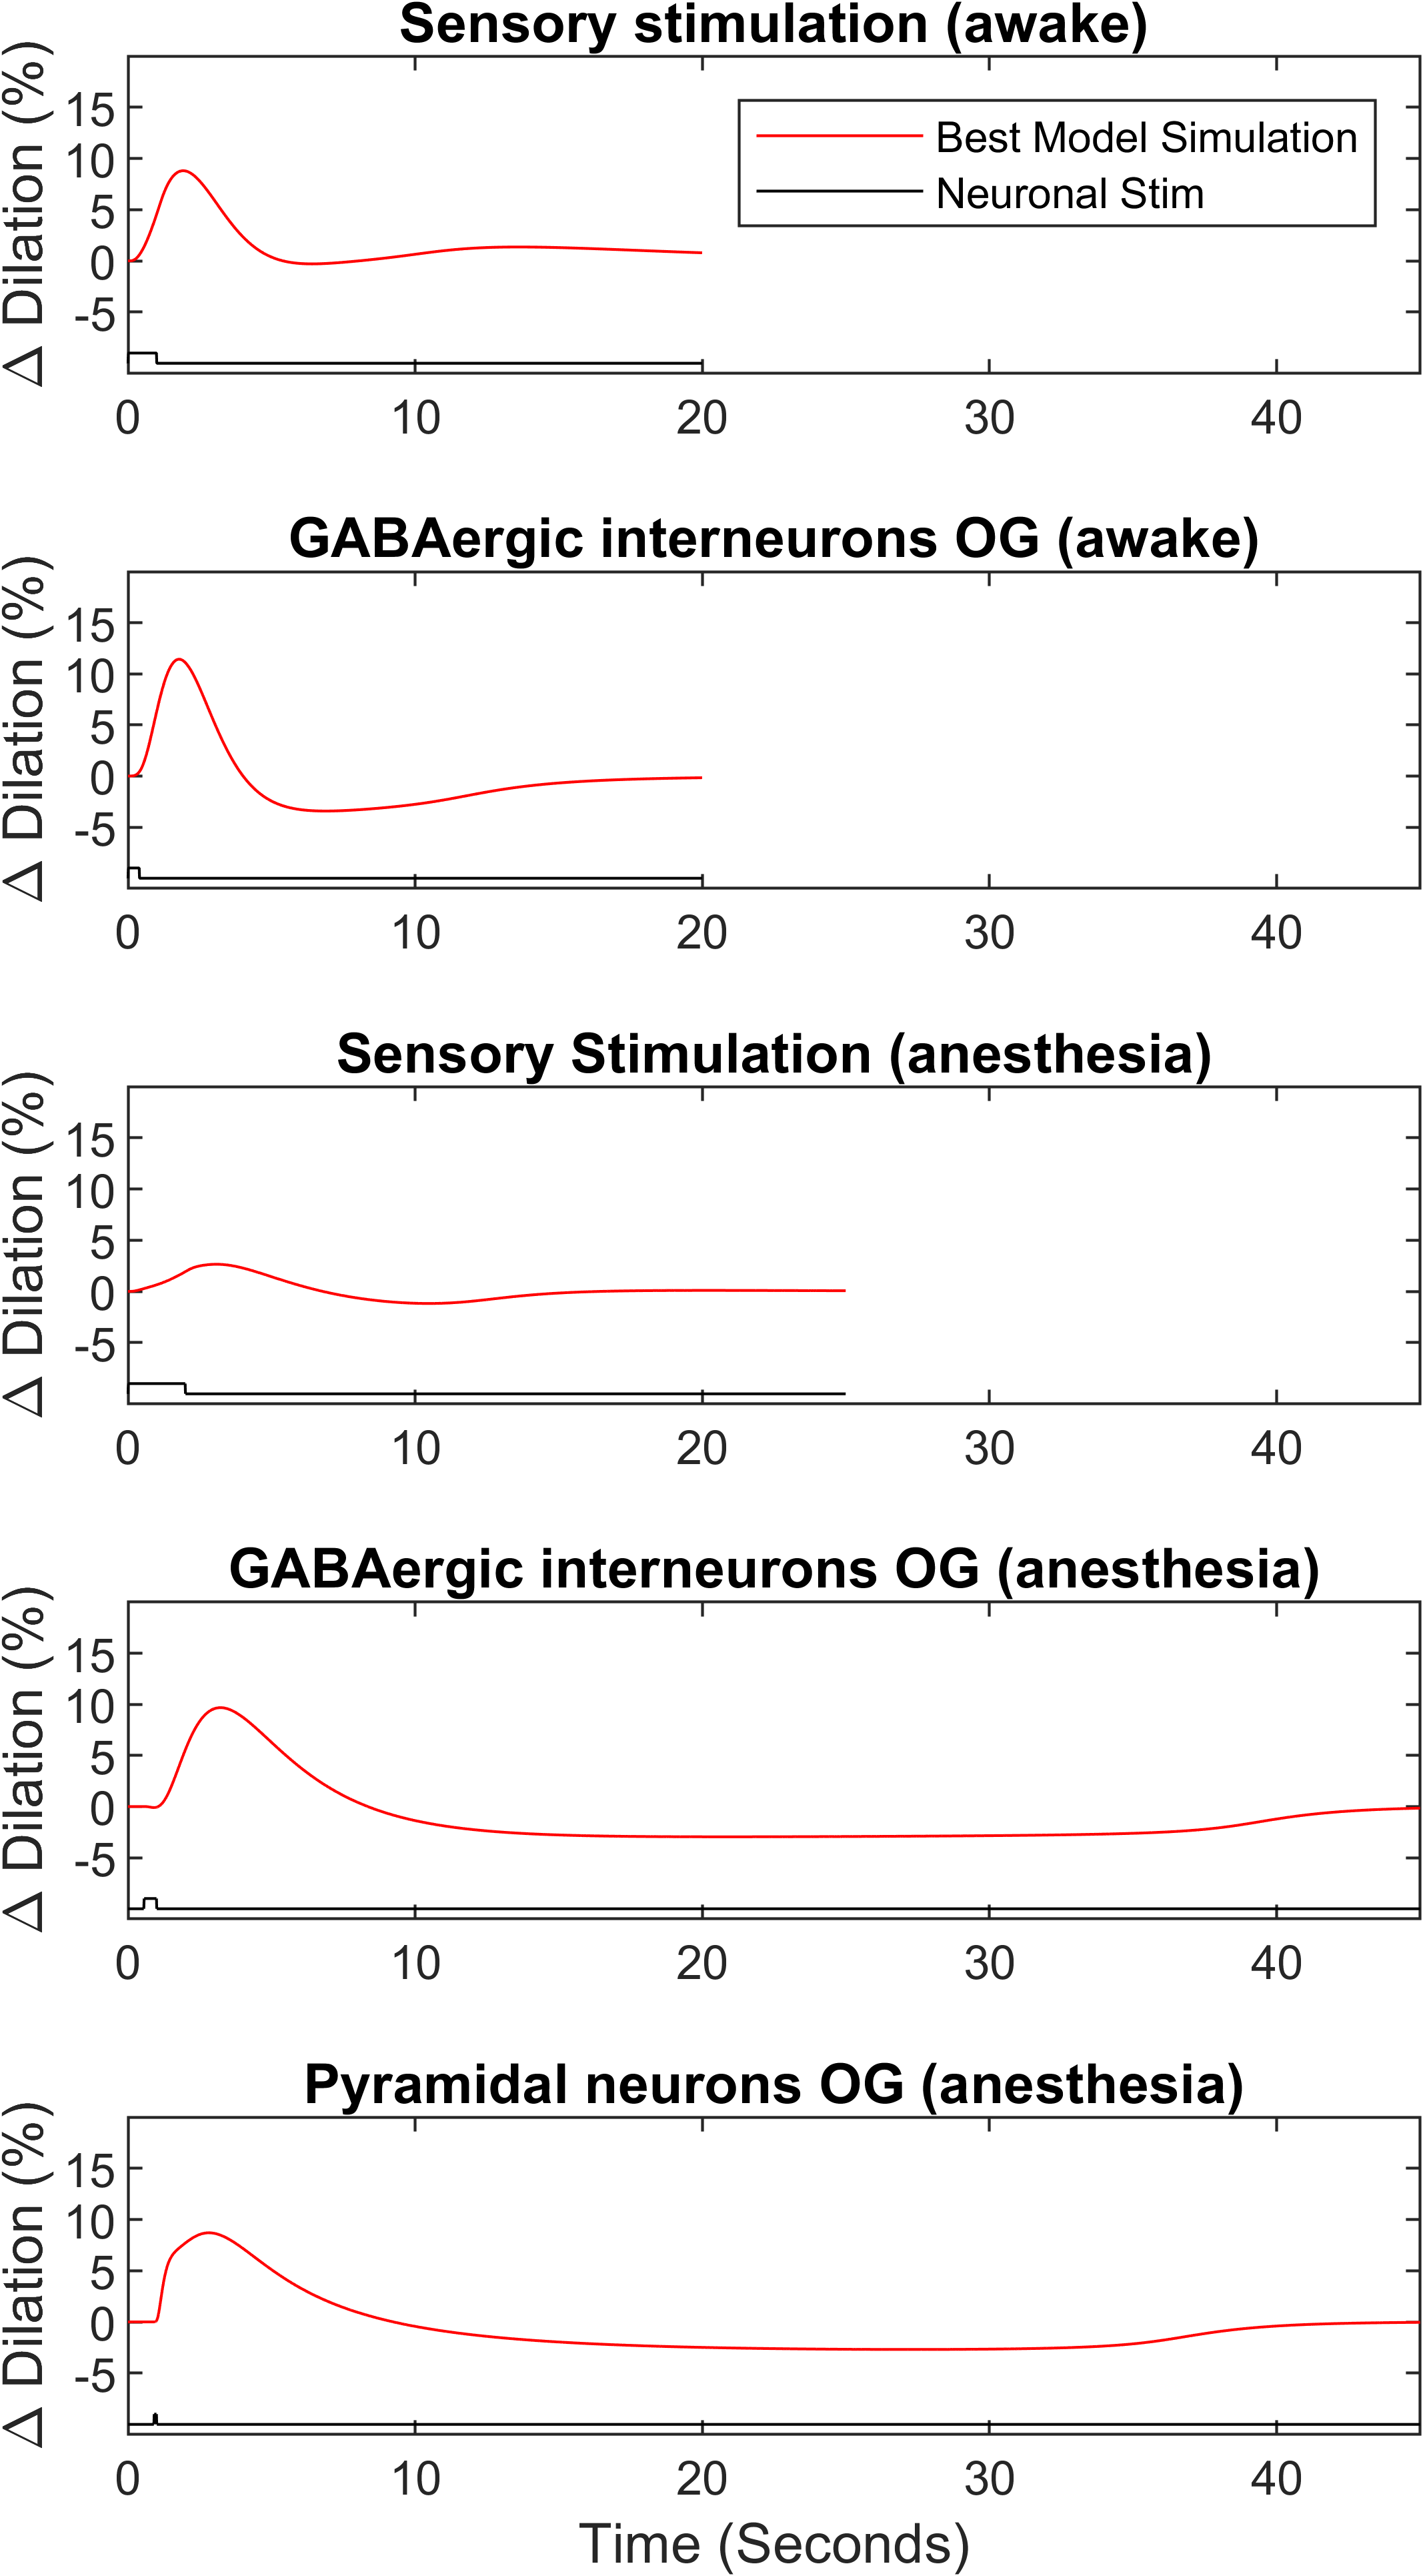 Sensory stimulation (awake)
Δ Dilation (%)
15
10
5
0
-5
Best Model Simulation
Neuronal Stim
0 10 20 30 40
GABAergic interneurons OG (awake)
Δ Dilation (%)
15
10
5
0
-5
0 10 20 30 40
Sensory Stimulation (anesthesia)
Δ Dilation (%)
15
10
5
0
-5
0 10 20 30 40
GABAergic interneurons OG (anesthesia)
Δ Dilation (%)
15
10
5
0
-5
0 10 20 30 40
Pyramidal neurons OG (anesthesia)
Δ Dilation (%)
15
10
5
0
-5
0 10 20 30 40
Time (Seconds)